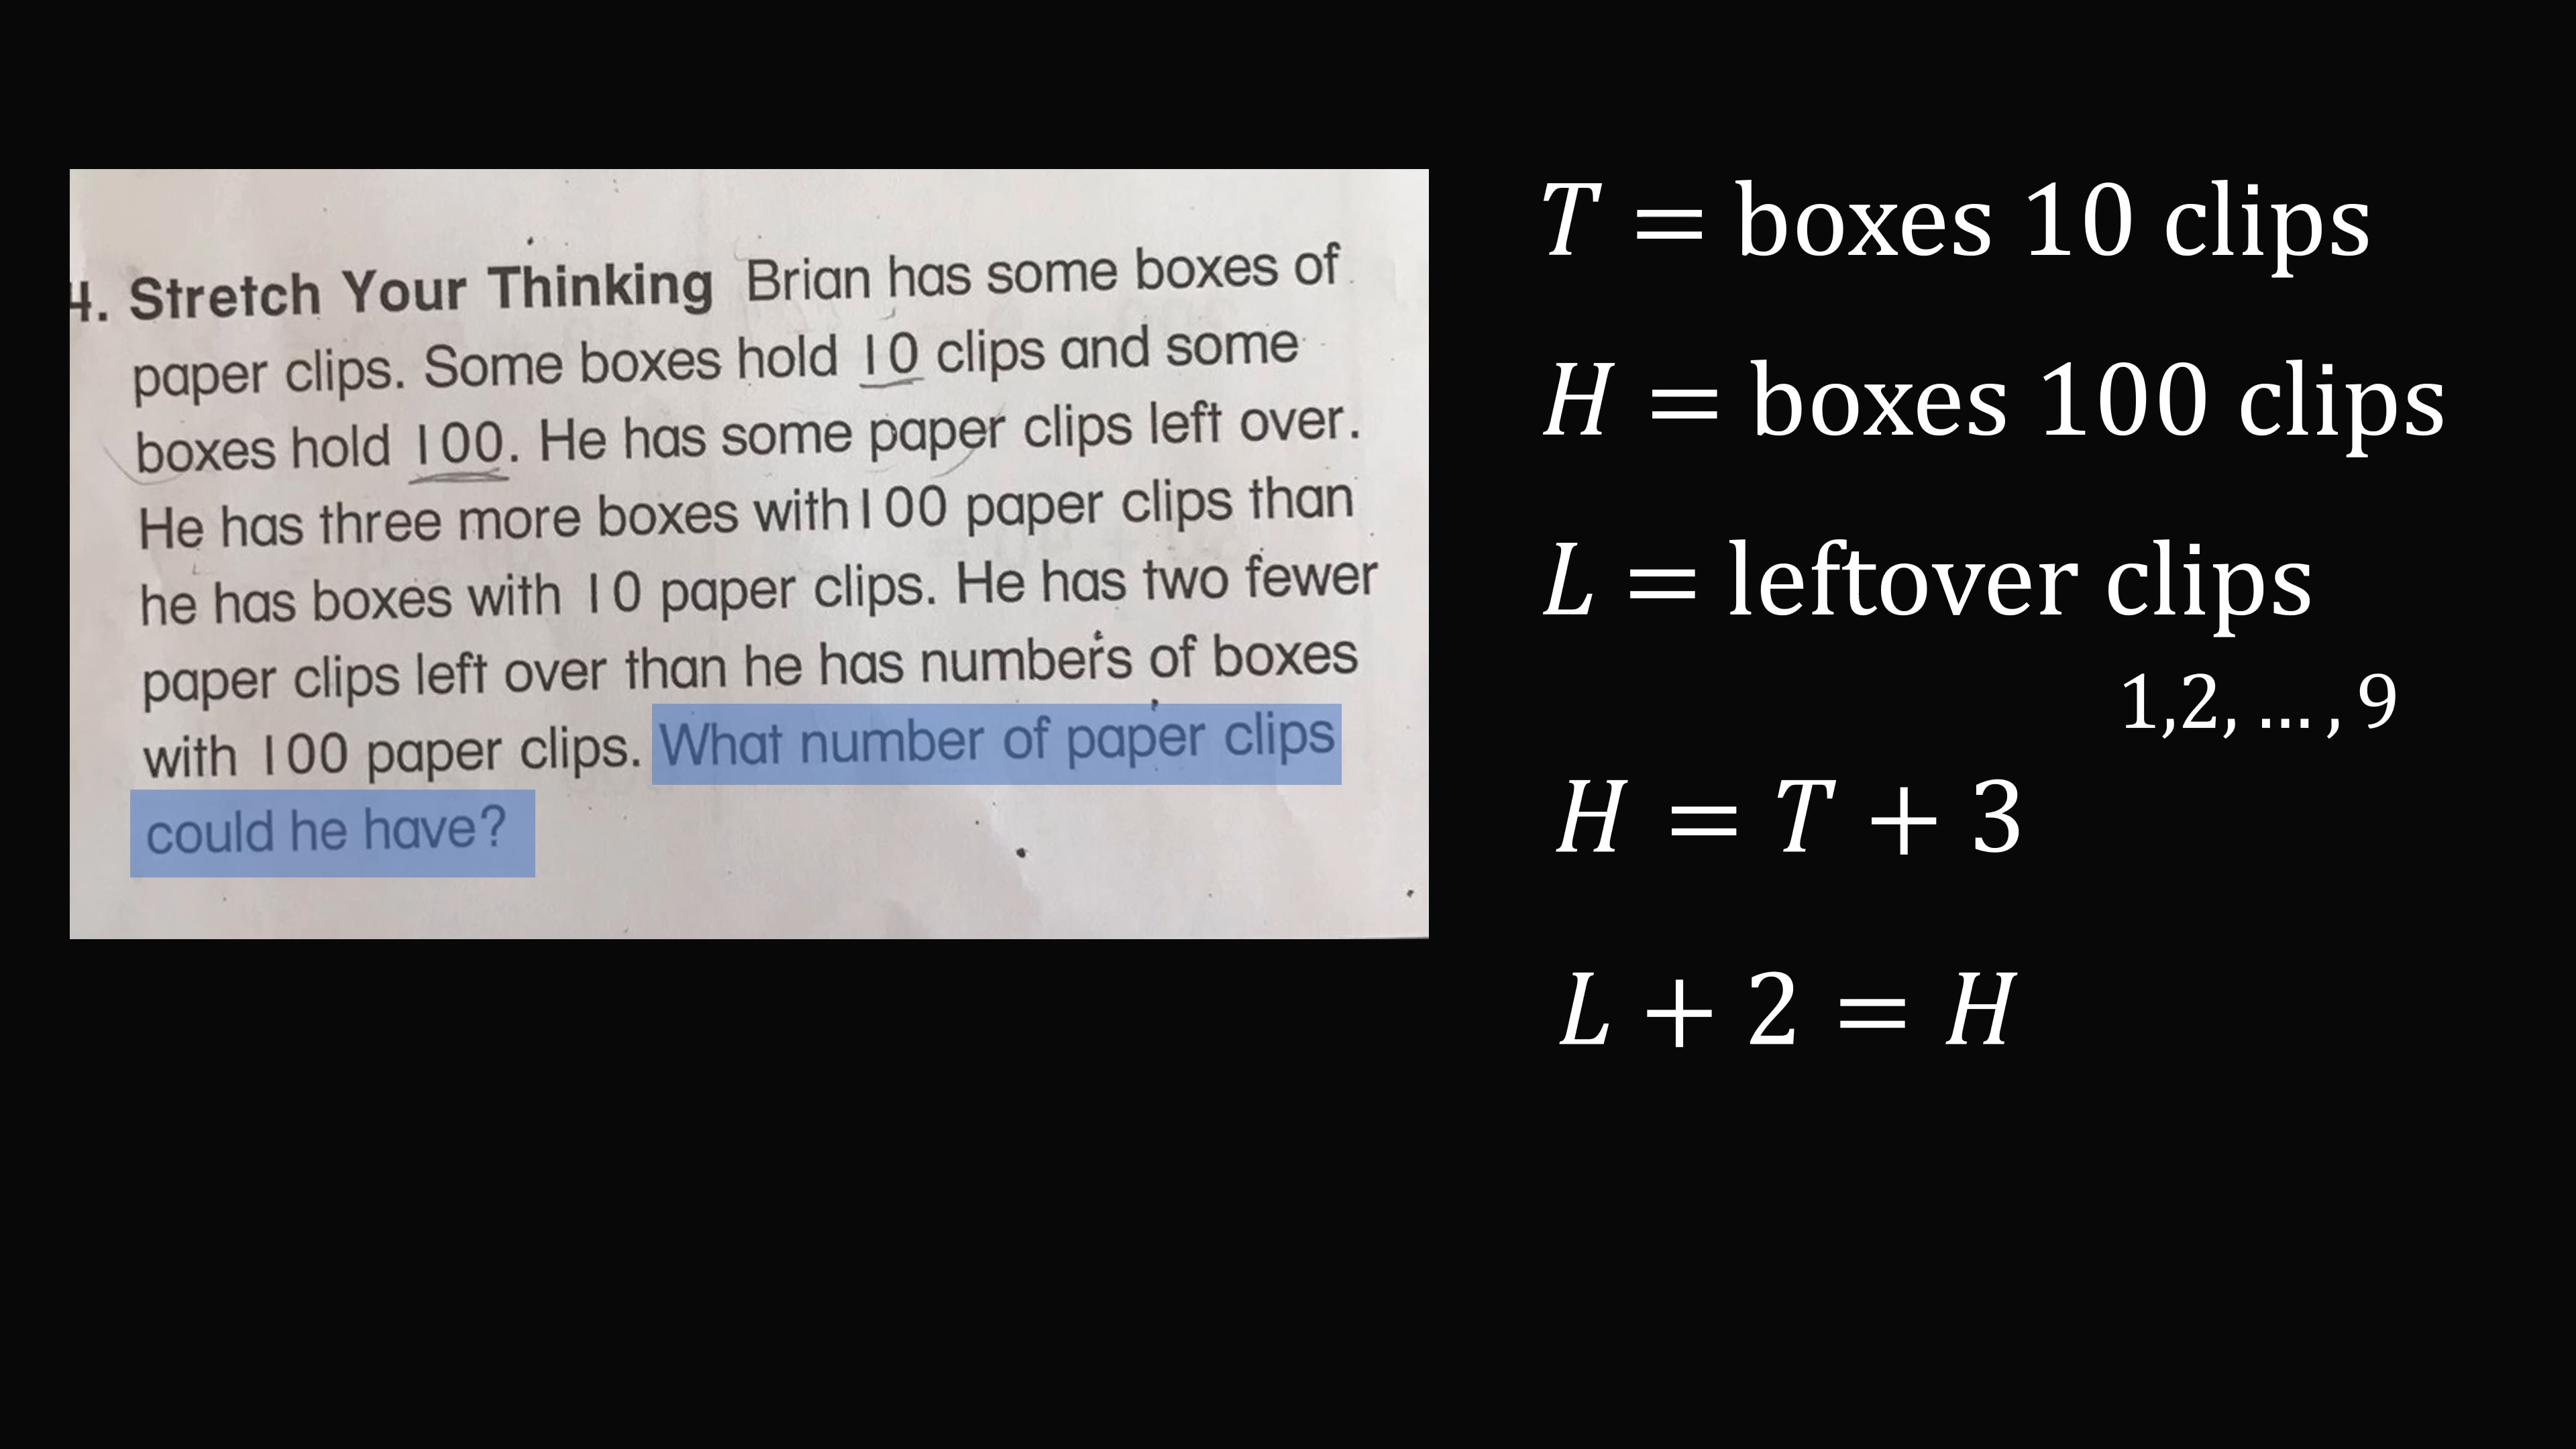 4. Stretch Your Thinking Brian has some boxes of
paper clips. Some boxes hold 10 clips and some
boxes hold 100. He has some paper clips left over.
He has three more boxes with 100 paper clips than
he has boxes with 10 paper clips. He has two fewer
paper clips left over than he has numbers of boxes
with 100 paper clips. What number of paper clips
could he have?
T = boxes 10 clips
H = boxes 100 clips
L = leftover clips
1,2, … , 9
H = T + 3
L + 2 = H